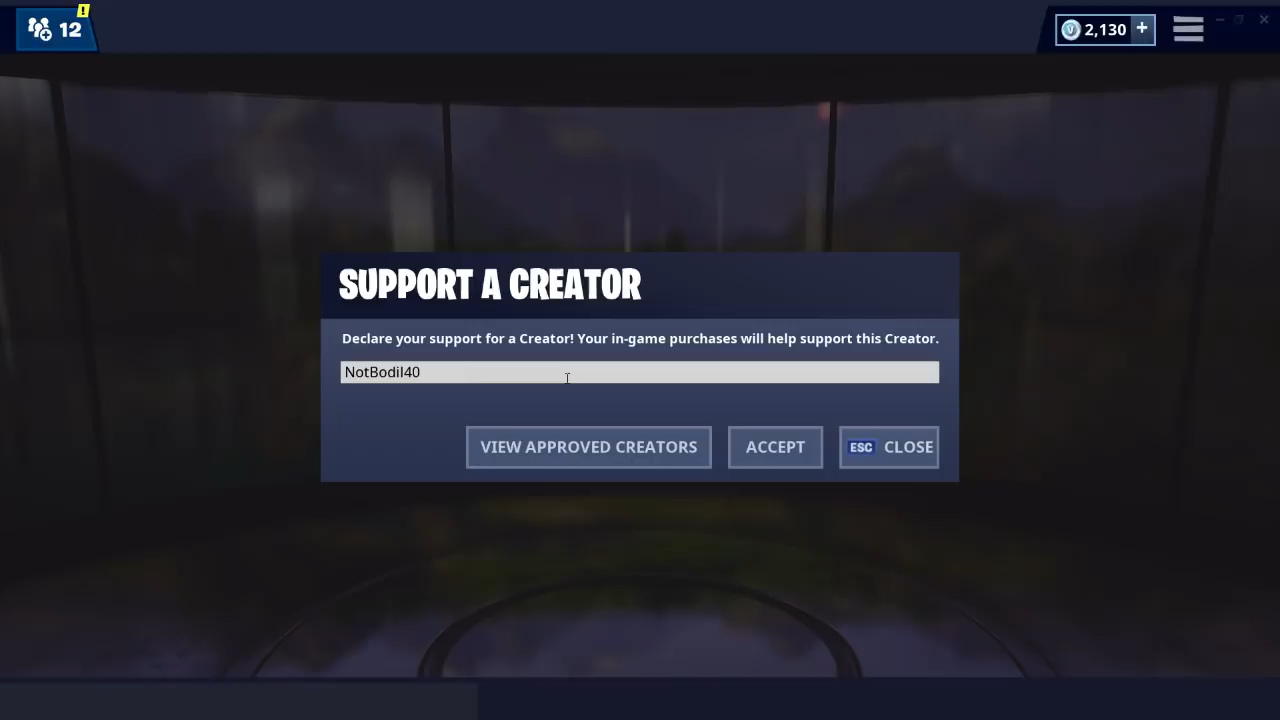 !
12
2,130 +
SUPPORT A CREATOR
Declare your support for a Creator! Your in-game purchases will help support this Creator.
NotBodil40
VIEW APPROVED CREATORS
ACCEPT
ESC CLOSE